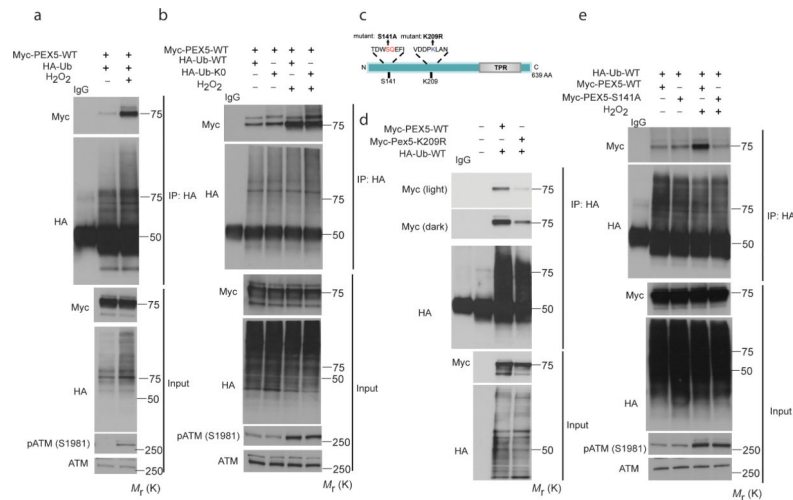 a
Myc-PEX5-WT + +
HA-Ub + +
H2O2 - +
IgG
Myc
75
HA
75
50
IP: HA
Myc
75
HA
75
50
Input
pATM (S1981)
250
ATM
250
Mr (K)
b
Myc-PEX5-WT + + + +
HA-Ub-WT + - + -
HA-Ub-K0 - + - +
H2O2 - - + +
Myc
75
HA
75
50
IP: HA
Myc
75
HA
75
50
Input
pATM (S1981)
250
ATM
250
Mr (K)
c
mutant: S141A mutant: K209R
TDWSQEFI VDDPKLAN
N TPR C
S141 K209 639 AA
d
Myc-PEX5-WT - + -
Myc-Pex5-K209R - - +
HA-Ub-WT - + +
IgG
Myc (light)
75
Myc (dark)
75
HA
75
50
IP: HA
Myc
75
HA
50
Input
Mr (K)
e
HA-Ub-WT + + + +
Myc-PEX5-WT + - + -
Myc-PEX5-S141A - + - +
H2O2 - - + +
IgG
Myc
75
HA
75
50
IP: HA
Myc
75
HA
75
50
Input
pATM (S1981)
250
ATM
250
Mr (K)